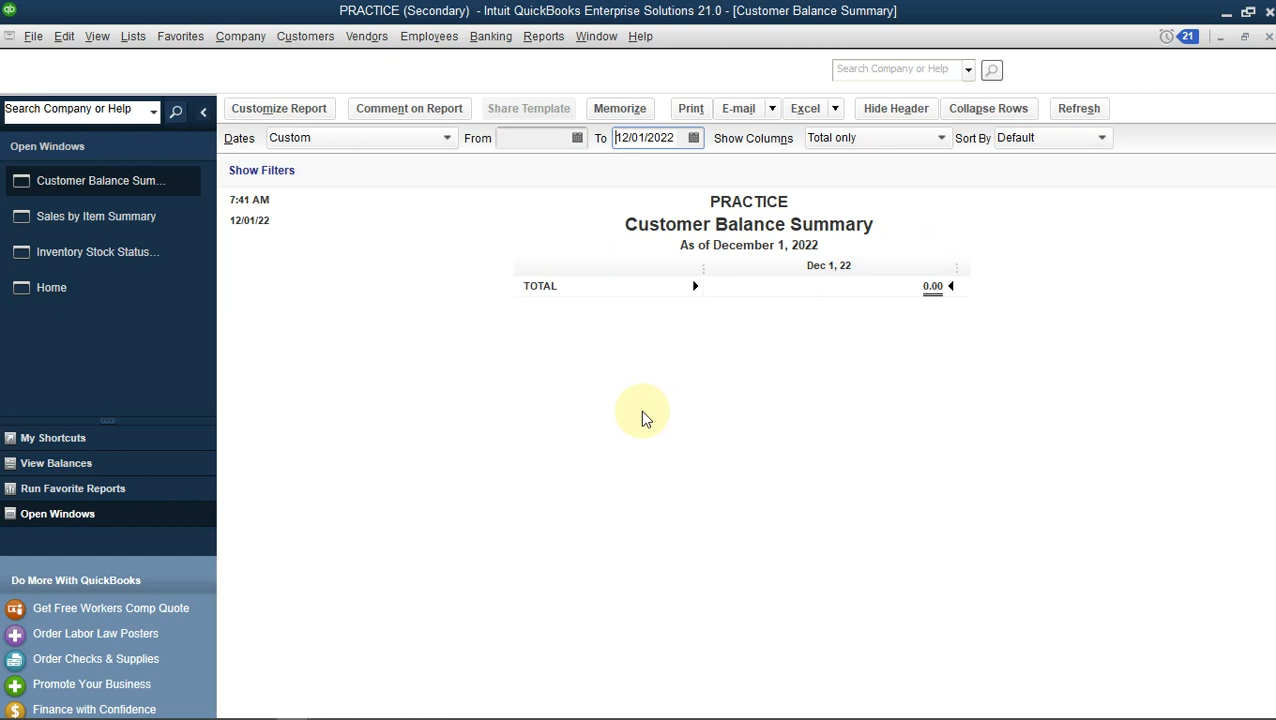 qb PRACTICE (Secondary) - Intuit QuickBooks Enterprise Solutions 21.0 - [Customer Balance Summary]
File Edit View Lists Favorites Company Customers Vendors Employees Banking Reports Window Help 21
Search Company or Help
Search Company or Help
Customize Report Comment on Report Share Template Memorize Print E-mail Excel Hide Header Collapse Rows Refresh
Dates Custom From To 12/01/2022 Show Columns Total only Sort By Default
Show Filters
Open Windows
Customer Balance Sum...
Sales by Item Summary
Inventory Stock Status...
Home
My Shortcuts
View Balances
Run Favorite Reports
Open Windows
Do More With QuickBooks
Get Free Workers Comp Quote
Order Labor Law Posters
Order Checks & Supplies
Promote Your Business
Finance with Confidence
7:41 AM
12/01/22
PRACTICE
Customer Balance Summary
As of December 1, 2022
Dec 1, 22
TOTAL 0.00